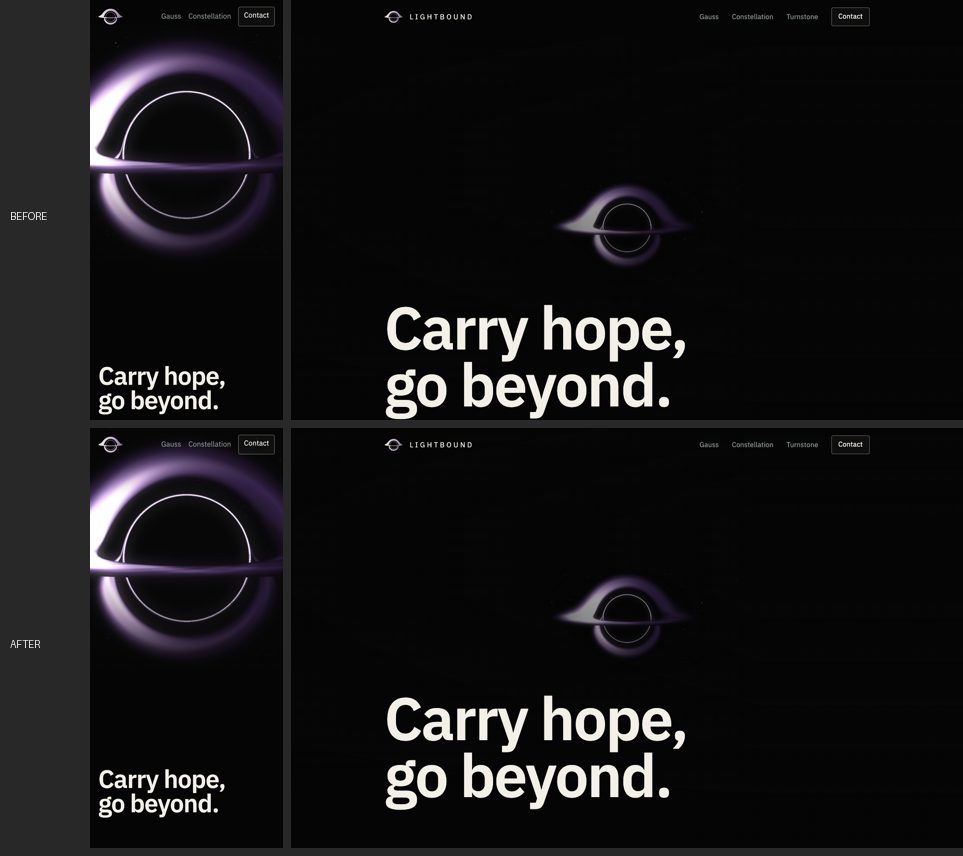 BEFORE
Gauss Constellation Contact
Carry hope,
go beyond.
LIGHTBOUND Gauss Constellation Turnstone Contact
Carry hope,
go beyond.
AFTER
Gauss Constellation Contact
Carry hope,
go beyond.
LIGHTBOUND Gauss Constellation Turnstone Contact
Carry hope,
go beyond.